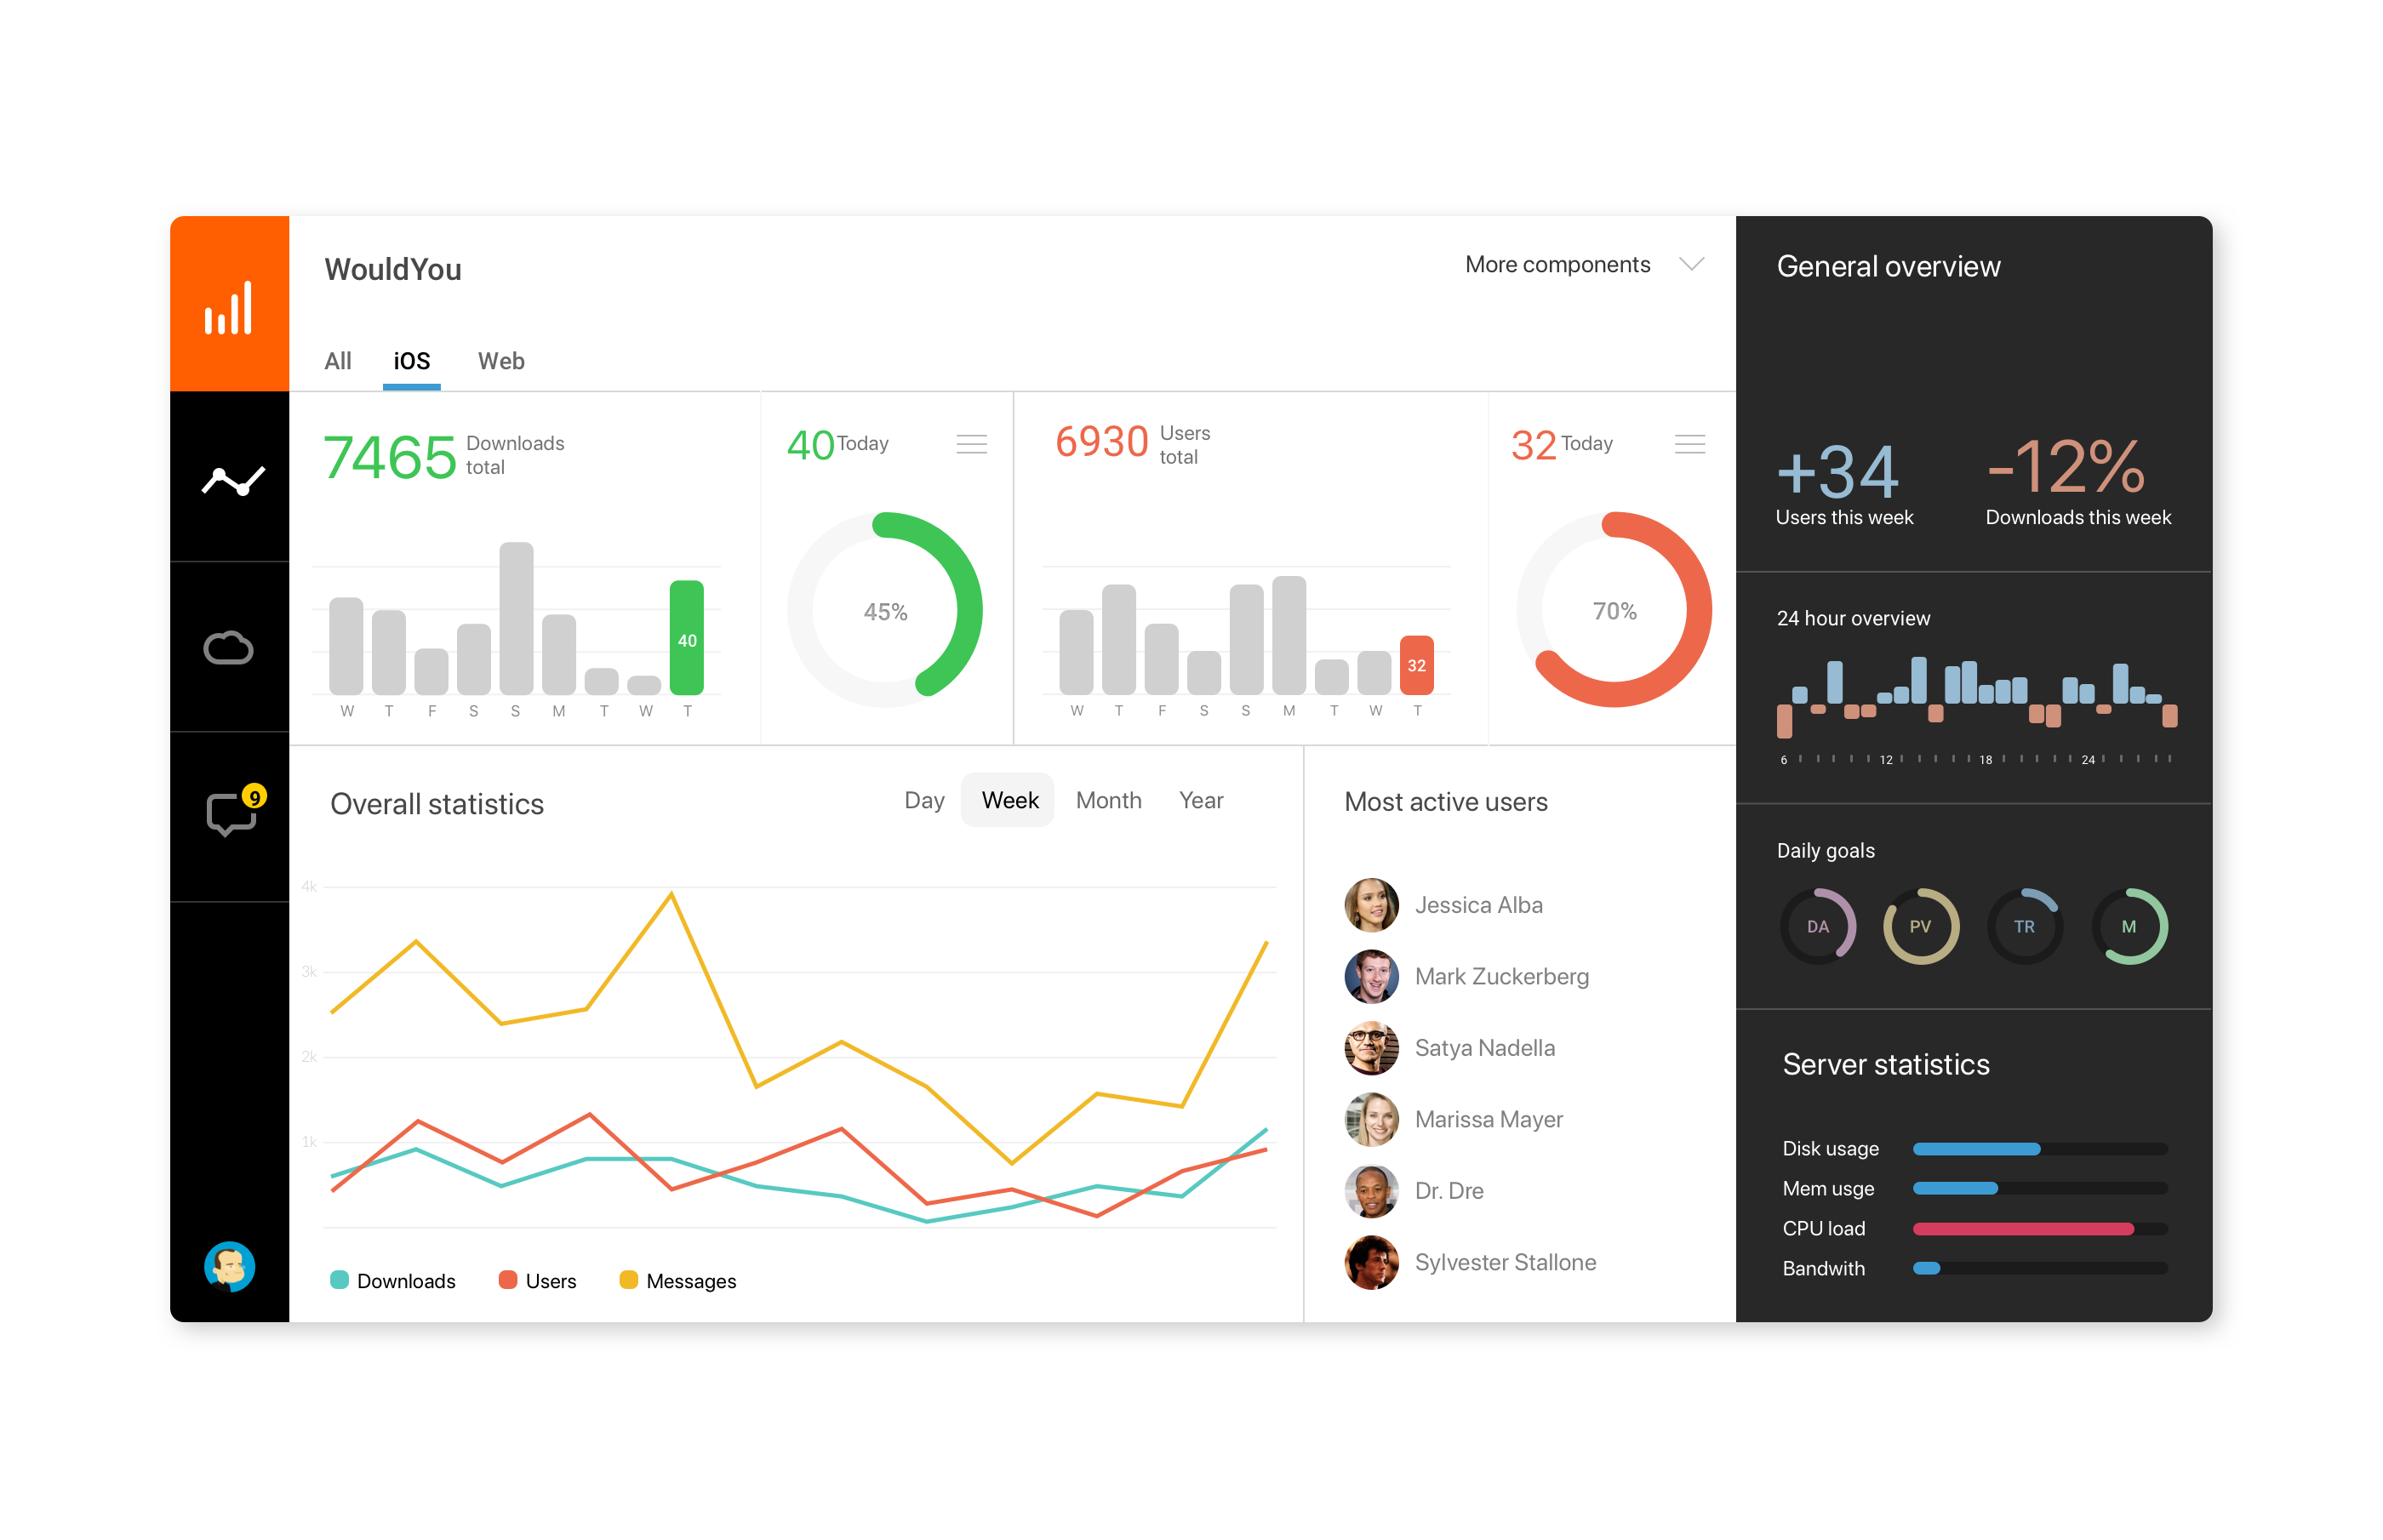 WouldYou
More components
All iOS Web
7465 Downloads
total
40 Today
W T F S S M T W T
40
45%
6930 Users
total
32 Today
W T F S S M T W T
32
70%
Overall statistics
Day Week Month Year
4k
3k
2k
1k
Downloads Users Messages
Most active users
Jessica Alba
Mark Zuckerberg
Satya Nadella
Marissa Mayer
Dr. Dre
Sylvester Stallone
9
General overview
+34
Users this week
-12%
Downloads this week
24 hour overview
6 12 18 24
Daily goals
DA PV TR M
Server statistics
Disk usage
Mem usge
CPU load
Bandwith